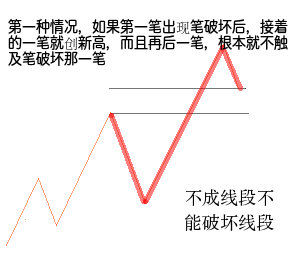 第一种情况，如果第一笔出现笔破坏后，接着
的一笔就创新高，而且再后一笔，根本就不触
及笔破坏那一笔
不成线段不
能破坏线段